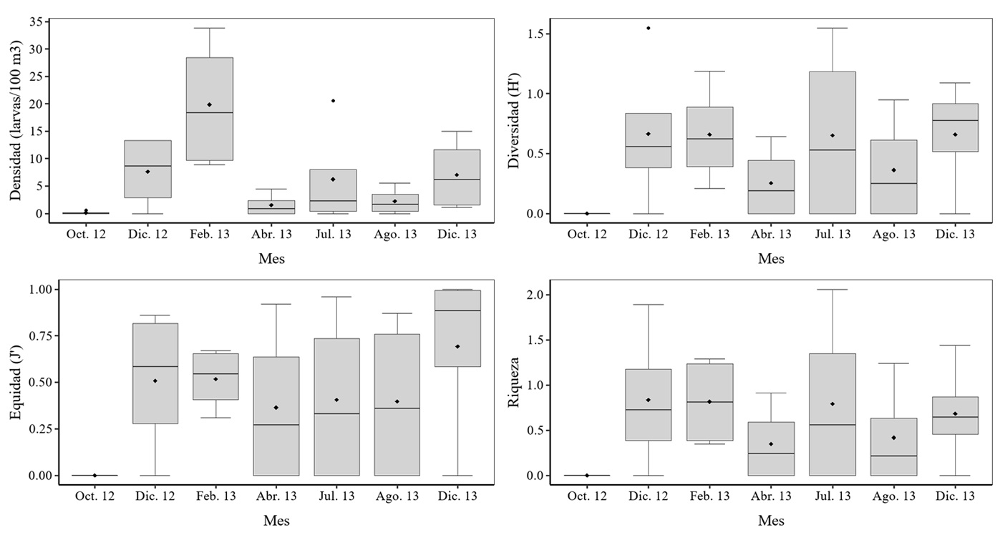 Densidad (larvas/100 m3)
35
30
25
20
15
10
5
0
Oct. 12 Dic. 12 Feb. 13 Abr. 13 Jul. 13 Ago. 13 Dic. 13
Mes
Diversidad (H')
1.5
1.0
0.5
0.0
Oct. 12 Dic. 12 Feb. 13 Abr. 13 Jul. 13 Ago. 13 Dic. 13
Mes
Equidad (J')
1.00
0.75
0.50
0.25
0.00
Oct. 12 Dic. 12 Feb. 13 Abr. 13 Jul. 13 Ago. 13 Dic. 13
Mes
Riqueza
2.0
1.5
1.0
0.5
0.0
Oct. 12 Dic. 12 Feb. 13 Abr. 13 Jul. 13 Ago. 13 Dic. 13
Mes